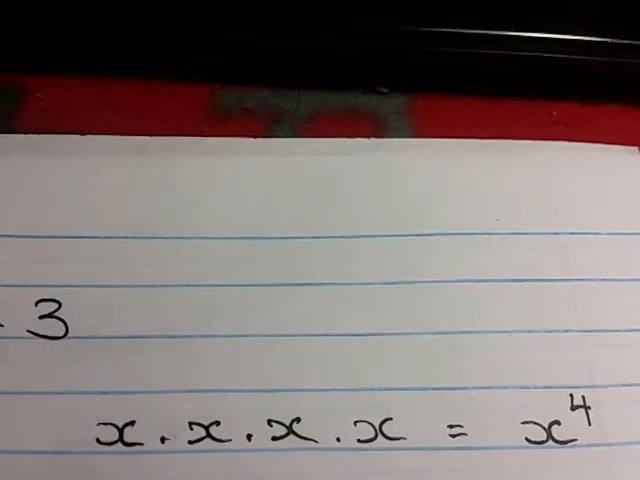 . 3
x . x . x . x = x⁴